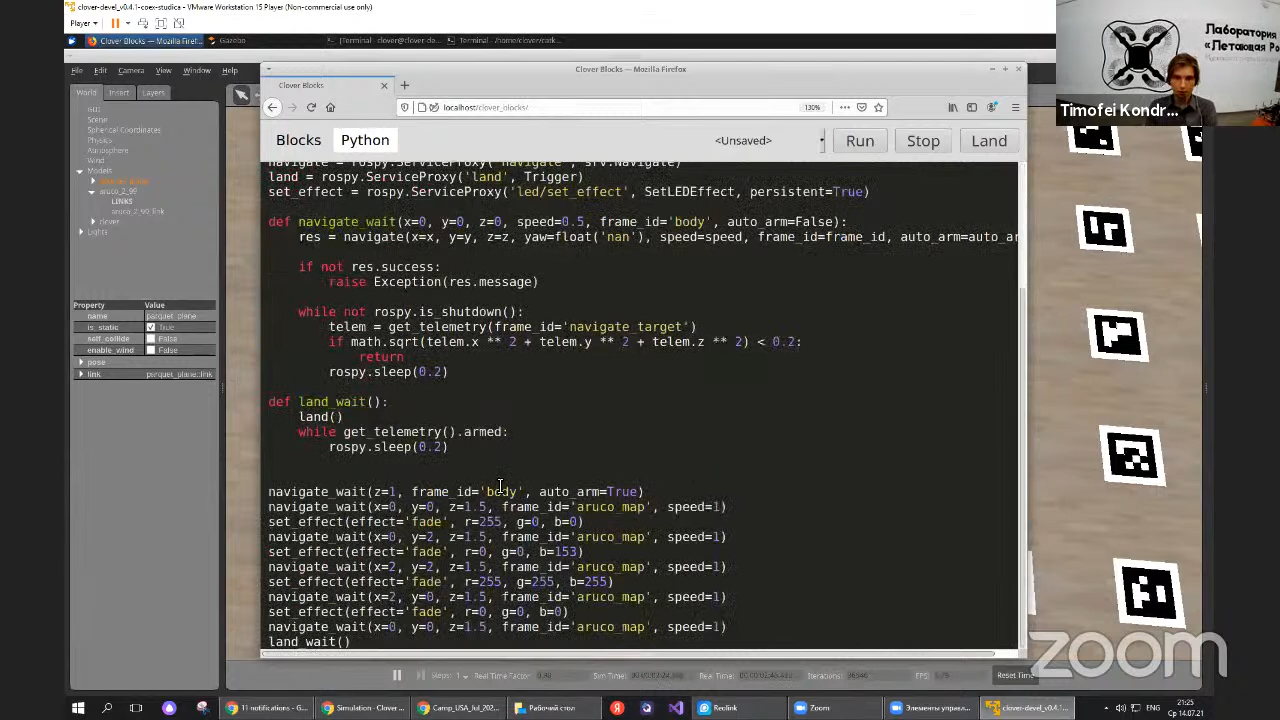 clover-devel_v0.4.1-coex-studica - VMware Workstation 15 Player (Non-commercial use only)
Player
Clover Blocks - Mozilla Firef...
Gazebo
[Terminal - clover@clover-de...
Terminal - /home/clover/catk...
File Edit Camera View Window Help
World Insert Layers
GUI
Scene
Spherical Coordinates
Physics
Atmosphere
Wind
Models
aruco_2_99
LINKS
aruco_2_99_link
clover
Lights
Property Value
name parquet_plane
is_static True
self_collide False
enable_wind False
pose
link parquet_plane::link
Clover Blocks - Mozilla Firefox
Clover Blocks
localhost/clover_blocks/
130%
Blocks Python <Unsaved> Run Stop Land
navigate = rospy.ServiceProxy('navigate', srv.Navigate)
land = rospy.ServiceProxy('land', Trigger)
set_effect = rospy.ServiceProxy('led/set_effect', SetLEDEffect, persistent=True)
def navigate_wait(x=0, y=0, z=0, speed=0.5, frame_id='body', auto_arm=False):
res = navigate(x=x, y=y, z=z, yaw=float('nan'), speed=speed, frame_id=frame_id, auto_arm=auto_ar
if not res.success:
raise Exception(res.message)
while not rospy.is_shutdown():
telem = get_telemetry(frame_id='navigate_target')
if math.sqrt(telem.x ** 2 + telem.y ** 2 + telem.z ** 2) < 0.2:
return
rospy.sleep(0.2)
def land_wait():
land()
while get_telemetry().armed:
rospy.sleep(0.2)
navigate_wait(z=1, frame_id='body', auto_arm=True)
navigate_wait(x=0, y=0, z=1.5, frame_id='aruco_map', speed=1)
set_effect(effect='fade', r=255, g=0, b=0)
navigate_wait(x=0, y=2, z=1.5, frame_id='aruco_map', speed=1)
set_effect(effect='fade', r=0, g=0, b=153)
navigate_wait(x=2, y=2, z=1.5, frame_id='aruco_map', speed=1)
set_effect(effect='fade', r=255, g=255, b=255)
navigate_wait(x=2, y=0, z=1.5, frame_id='aruco_map', speed=1)
set_effect(effect='fade', r=0, g=0, b=0)
navigate_wait(x=0, y=0, z=1.5, frame_id='aruco_map', speed=1)
land_wait()
Steps: 1 Real Time Factor: Sim Time: Real Time: Iterations: FPS: Reset Time
Лаборатория
«Летающая Ро
Timofei Kondr...
zoom
11 notifications - G...
Simulation - Clover ...
Camp_USA_Jul_202...
Рабочий стол
Reolink
Zoom
Элементы управ...
clover-devel_v0.4.1...
ENG
21:25
Ср 14.07.21